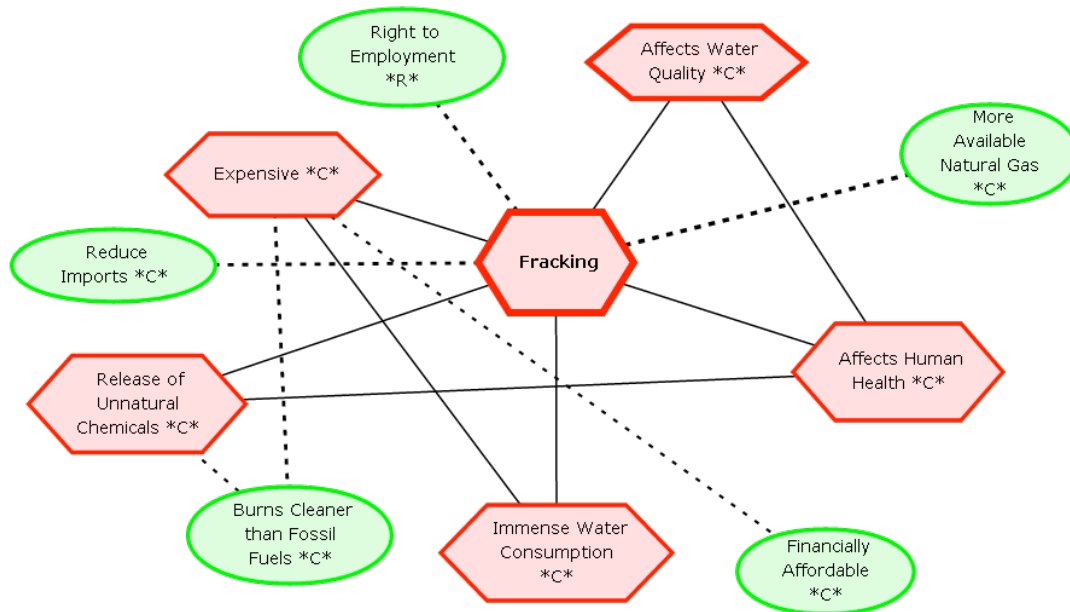 Right to
Employment
*R*
Affects Water
Quality *C*
More
Available
Natural Gas
*C*
Expensive *C*
Reduce
Imports *C*
Fracking
Affects Human
Health *C*
Release of
Unnatural
Chemicals *C*
Burns Cleaner
than Fossil
Fuels *C*
Immense Water
Consumption
*C*
Financially
Affordable
*C*